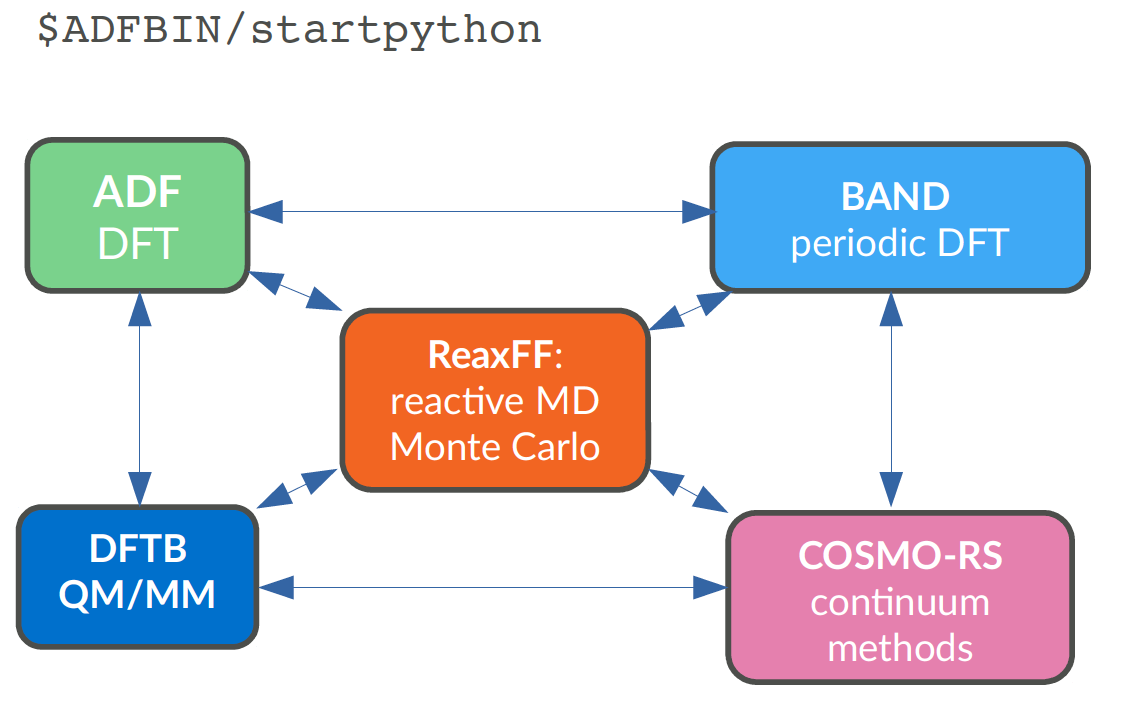 $ADFBIN/startpython
ADF
DFT
BAND
periodic DFT
ReaxFF:
reactive MD
Monte Carlo
DFTB
QM/MM
COSMO-RS
continuum
methods